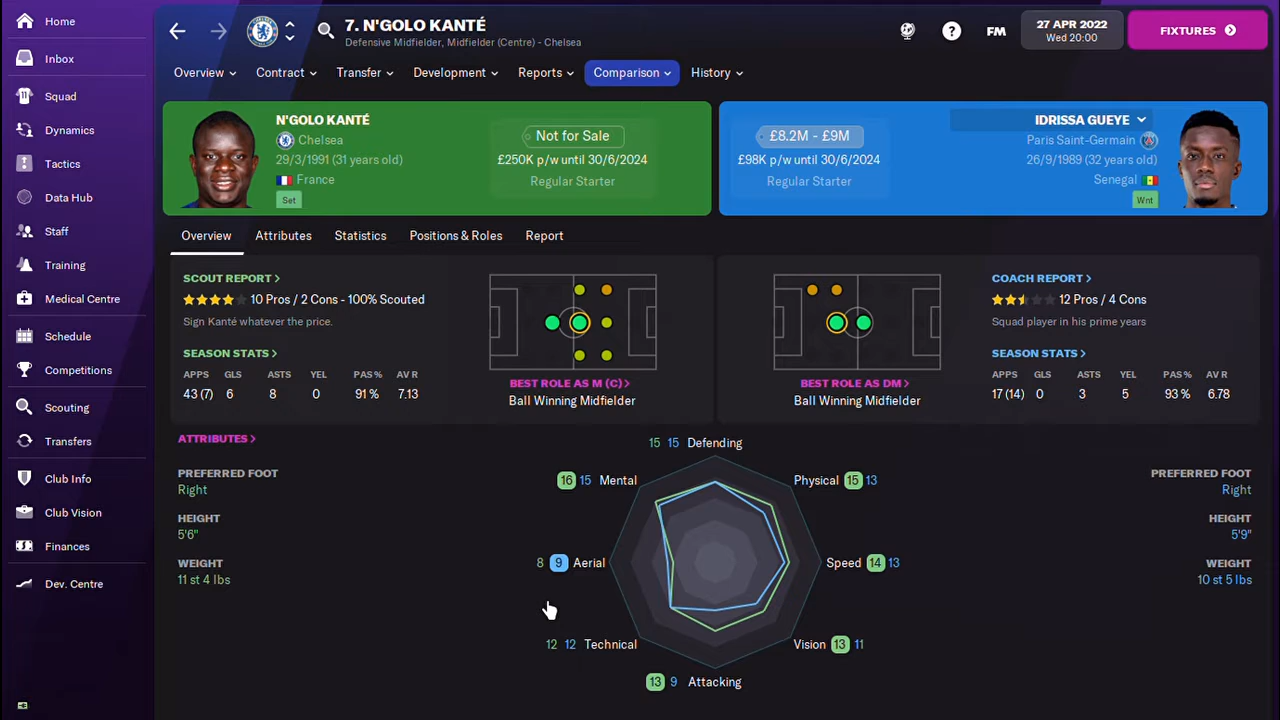 Home
Inbox
Squad
Dynamics
Tactics
Data Hub
Staff
Training
Medical Centre
Schedule
Competitions
Scouting
Transfers
Club Info
Club Vision
Finances
Dev. Centre
7. N'GOLO KANTÉ
Defensive Midfielder, Midfielder (Centre) - Chelsea
?
FM
27 APR 2022
Wed 20:00
FIXTURES
Overview Contract Transfer Development Reports Comparison History
N'GOLO KANTÉ
Chelsea
29/3/1991 (31 years old)
France
Set
Not for Sale
£250K p/w until 30/6/2024
Regular Starter
£8.2M - £9M
£98K p/w until 30/6/2024
Regular Starter
IDRISSA GUEYE
Paris Saint-Germain
26/9/1989 (32 years old)
Senegal
Wnt
Overview Attributes Statistics Positions & Roles Report
SCOUT REPORT >
10 Pros / 2 Cons - 100% Scouted
Sign Kanté whatever the price.
SEASON STATS >
APPS GLS ASTS YEL PAS % AV R
43 (7) 6 8 0 91 % 7.13
BEST ROLE AS M (C) >
Ball Winning Midfielder
BEST ROLE AS DM >
Ball Winning Midfielder
COACH REPORT >
12 Pros / 4 Cons
Squad player in his prime years
SEASON STATS >
APPS GLS ASTS YEL PAS % AV R
17 (14) 0 3 5 93 % 6.78
ATTRIBUTES >
PREFERRED FOOT
Right
HEIGHT
5'6"
WEIGHT
11 st 4 lbs
15 15 Defending
16 15 Mental
Physical 15 13
8 9 Aerial
Speed 14 13
12 12 Technical
Vision 13 11
13 9 Attacking
PREFERRED FOOT
Right
HEIGHT
5'9"
WEIGHT
10 st 5 lbs